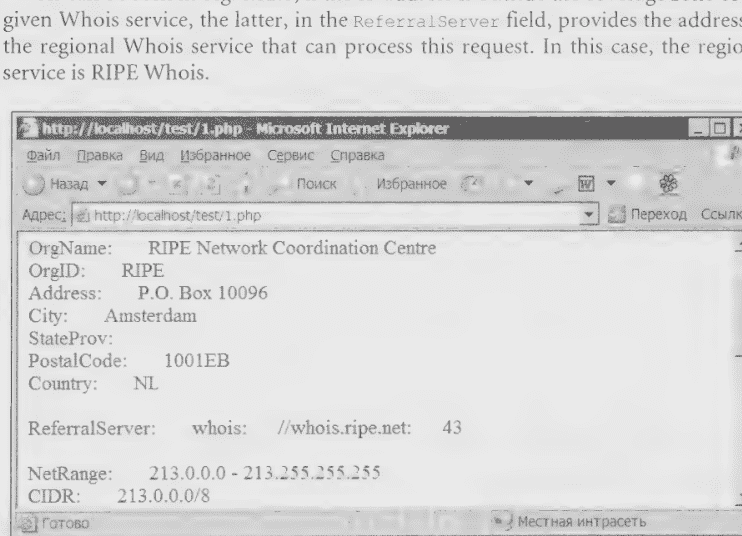 given Whois service, the latter, in the ReferralServer field, provides the address
the regional Whois service that can process this request. In this case, the regio
service is RIPE Whois.
http://localhost/test/1.php - Microsoft Internet Explorer
Файл Правка Вид Избранное Сервис Справка
Назад Поиск Избранное
Адрес: http://localhost/test/1.php Переход Ссылк
OrgName: RIPE Network Coordination Centre
OrgID: RIPE
Address: P.O. Box 10096
City: Amsterdam
StateProv:
PostalCode: 1001EB
Country: NL
ReferralServer: whois: //whois.ripe.net: 43
NetRange: 213.0.0.0 - 213.255.255.255
CIDR: 213.0.0.0/8
Готово Местная интрасеть